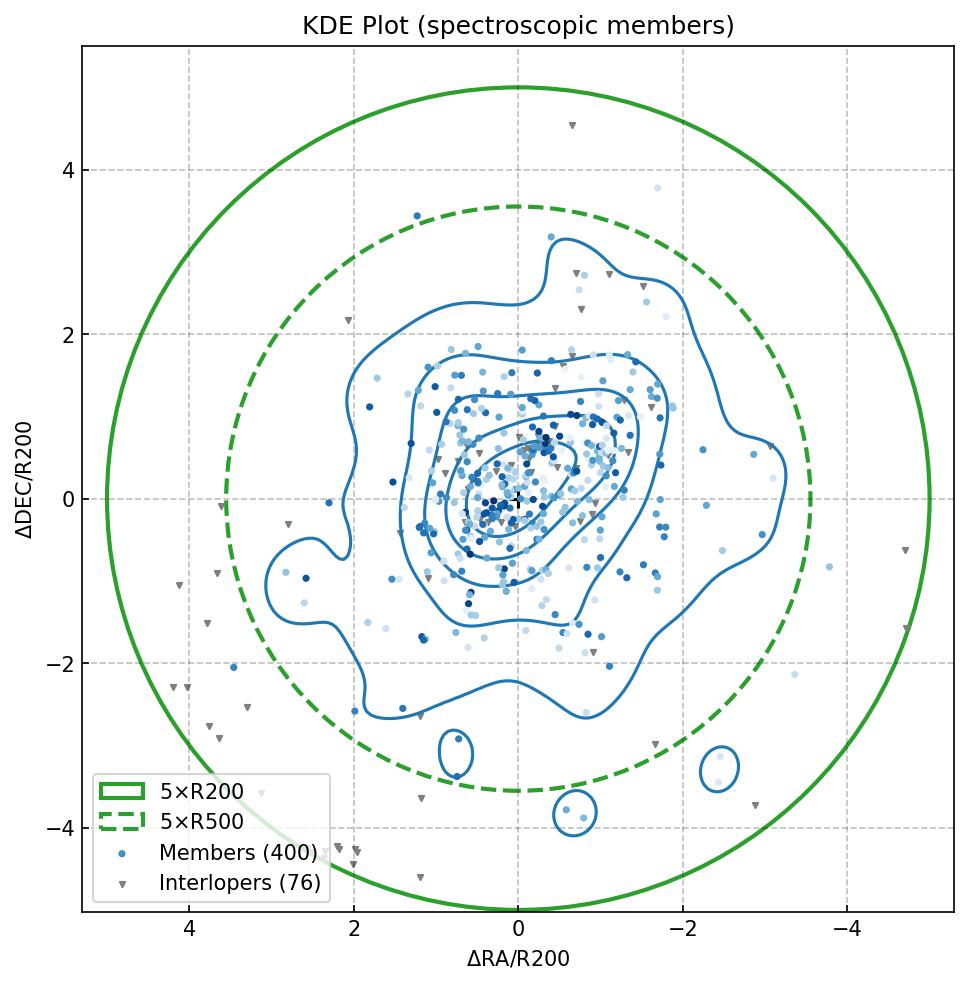 KDE Plot (spectroscopic members)
4
2
0
−2
−4
ΔDEC/R200
5×R200
5×R500
Members (400)
Interlopers (76)
4
2
0
−2
−4
ΔRA/R200